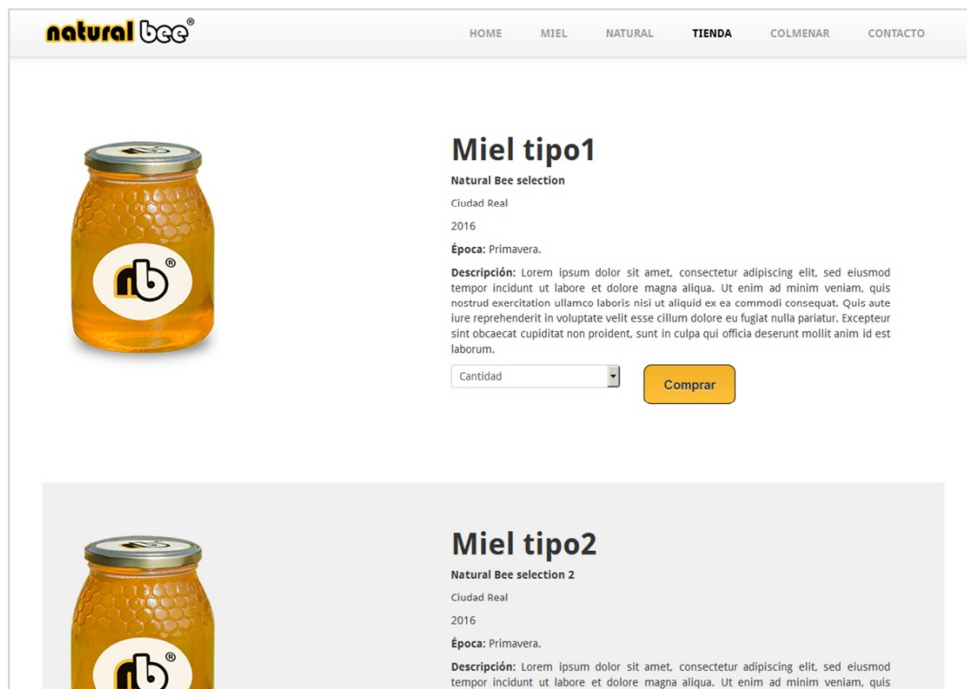 natural bee®
HOME MIEL NATURAL TIENDA COLMENAR CONTACTO
nb®
Miel tipo1
Natural Bee selection
Ciudad Real
2016
Época: Primavera.
Descripción: Lorem ipsum dolor sit amet, consectetur adipiscing elit, sed eiusmod
tempor incidunt ut labore et dolore magna aliqua. Ut enim ad minim veniam, quis
nostrud exercitation ullamco laboris nisi ut aliquid ex ea commodi consequat. Quis aute
iure reprehenderit in voluptate velit esse cillum dolore eu fugiat nulla pariatur. Excepteur
sint obcaecat cupiditat non proident, sunt in culpa qui officia deserunt mollit anim id est
laborum.
Cantidad
Comprar
nb®
Miel tipo2
Natural Bee selection 2
Ciudad Real
2016
Época: Primavera.
Descripción: Lorem ipsum dolor sit amet, consectetur adipiscing elit, sed eiusmod
tempor incidunt ut labore et dolore magna aliqua. Ut enim ad minim veniam, quis